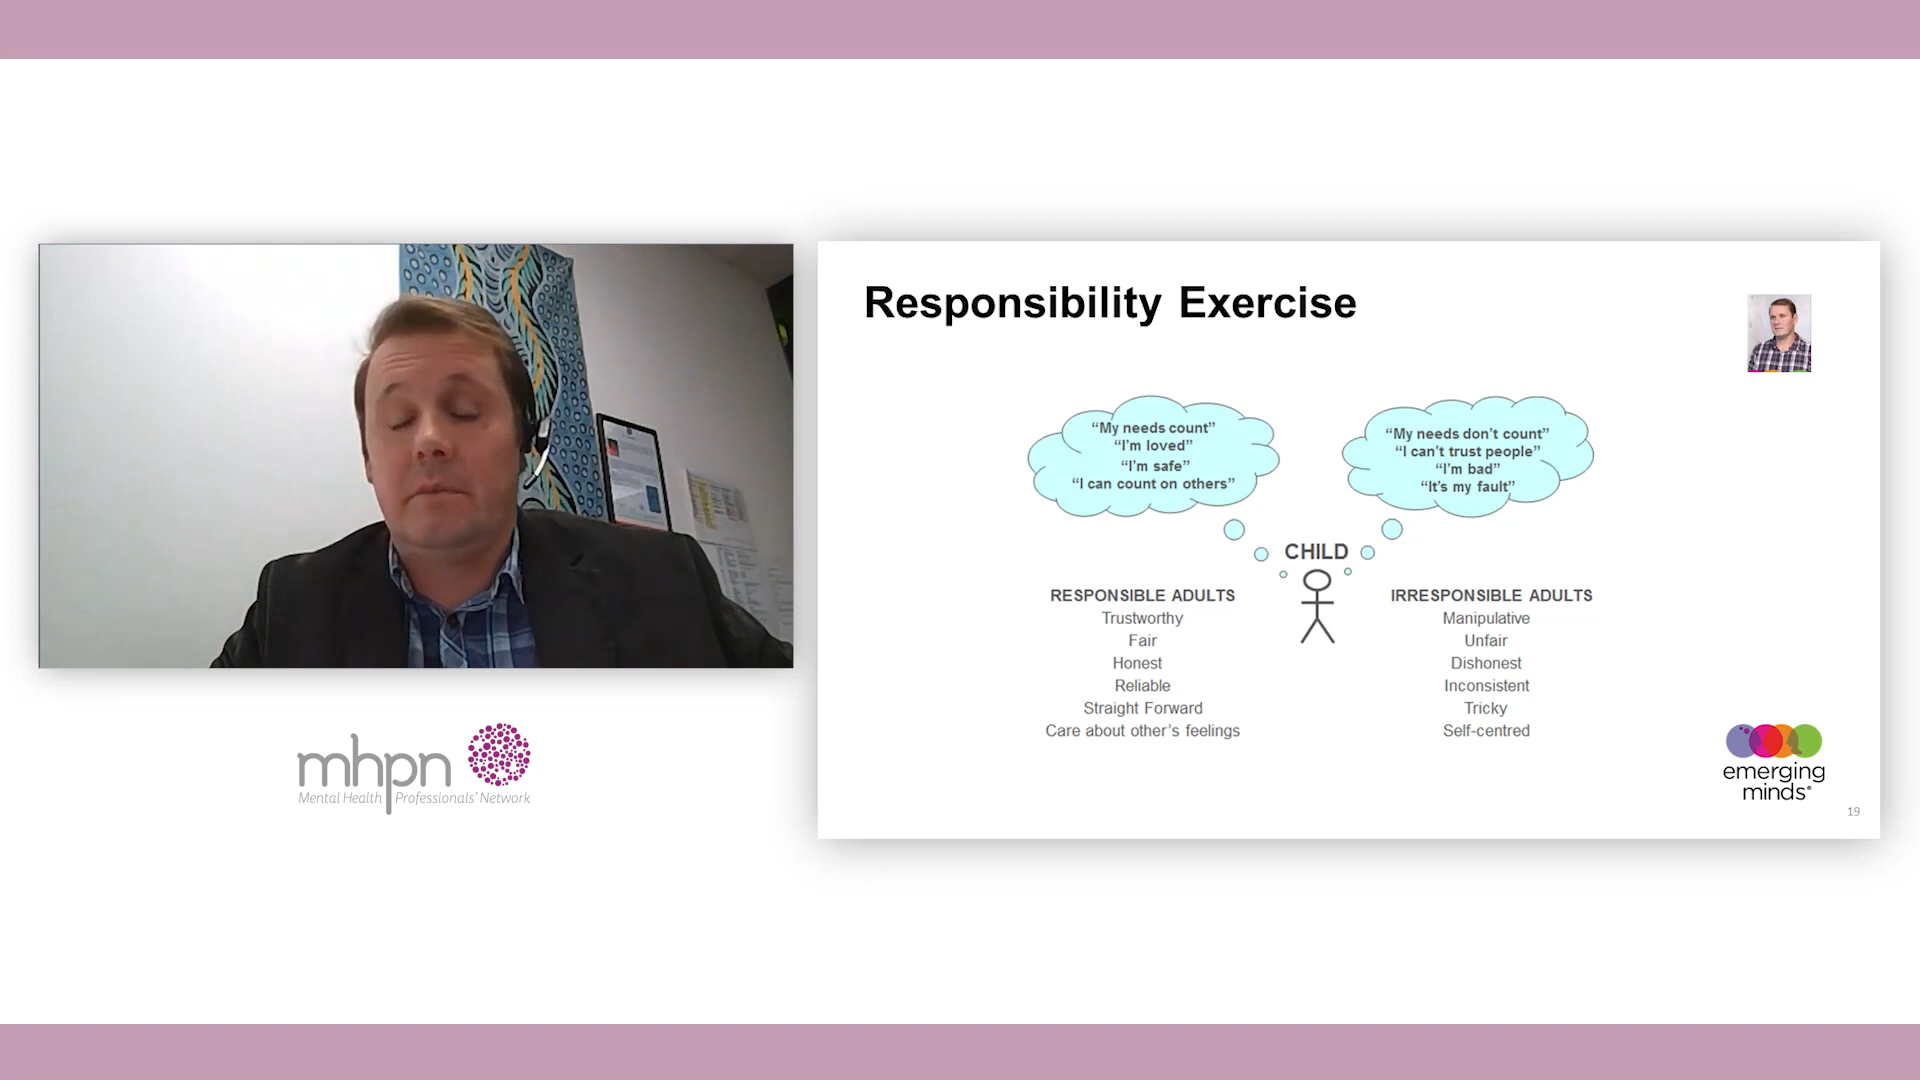 Responsibility Exercise
“My needs count”
“I’m loved”
“I’m safe”
“I can count on others”
“My needs don’t count”
“I can’t trust people”
“I’m bad”
“It’s my fault”
CHILD
RESPONSIBLE ADULTS
Trustworthy
Fair
Honest
Reliable
Straight Forward
Care about other’s feelings
IRRESPONSIBLE ADULTS
Manipulative
Unfair
Dishonest
Inconsistent
Tricky
Self-centred
mhpn
Mental Health Professionals’ Network
emerging
minds
19